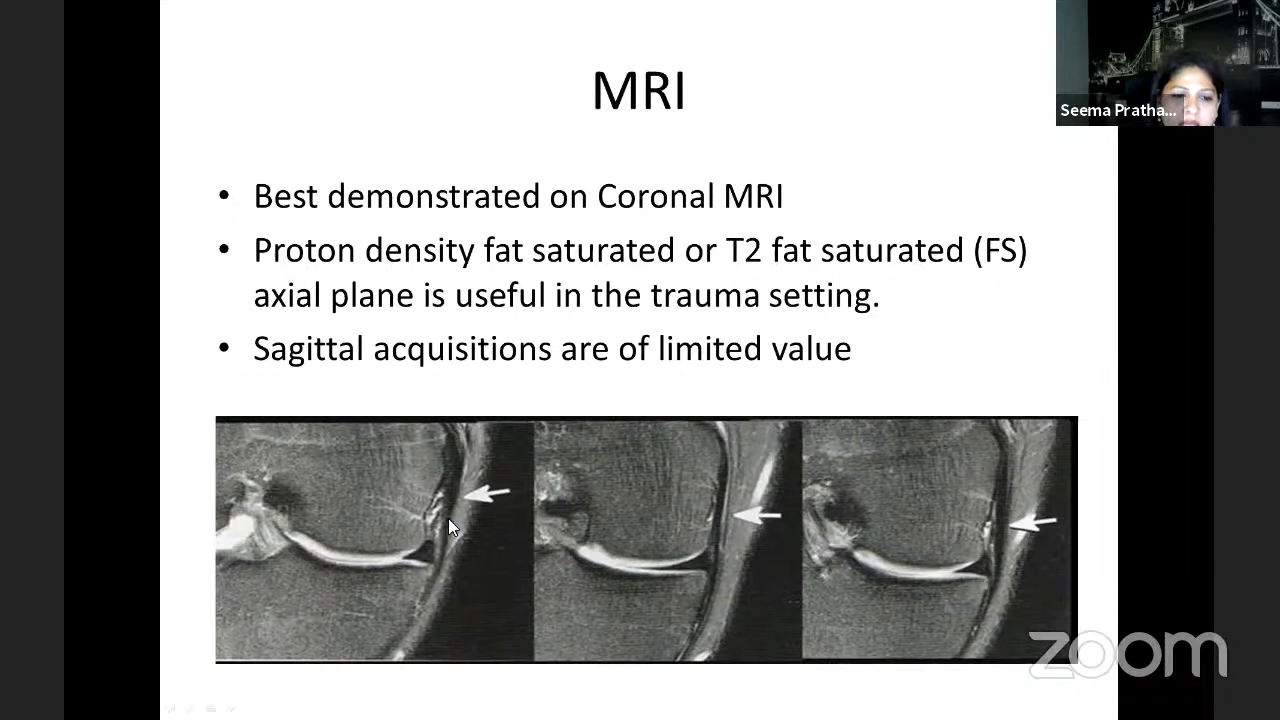 MRI
Seema Pratha...
• Best demonstrated on Coronal MRI
• Proton density fat saturated or T2 fat saturated (FS)
axial plane is useful in the trauma setting.
• Sagittal acquisitions are of limited value
zoom